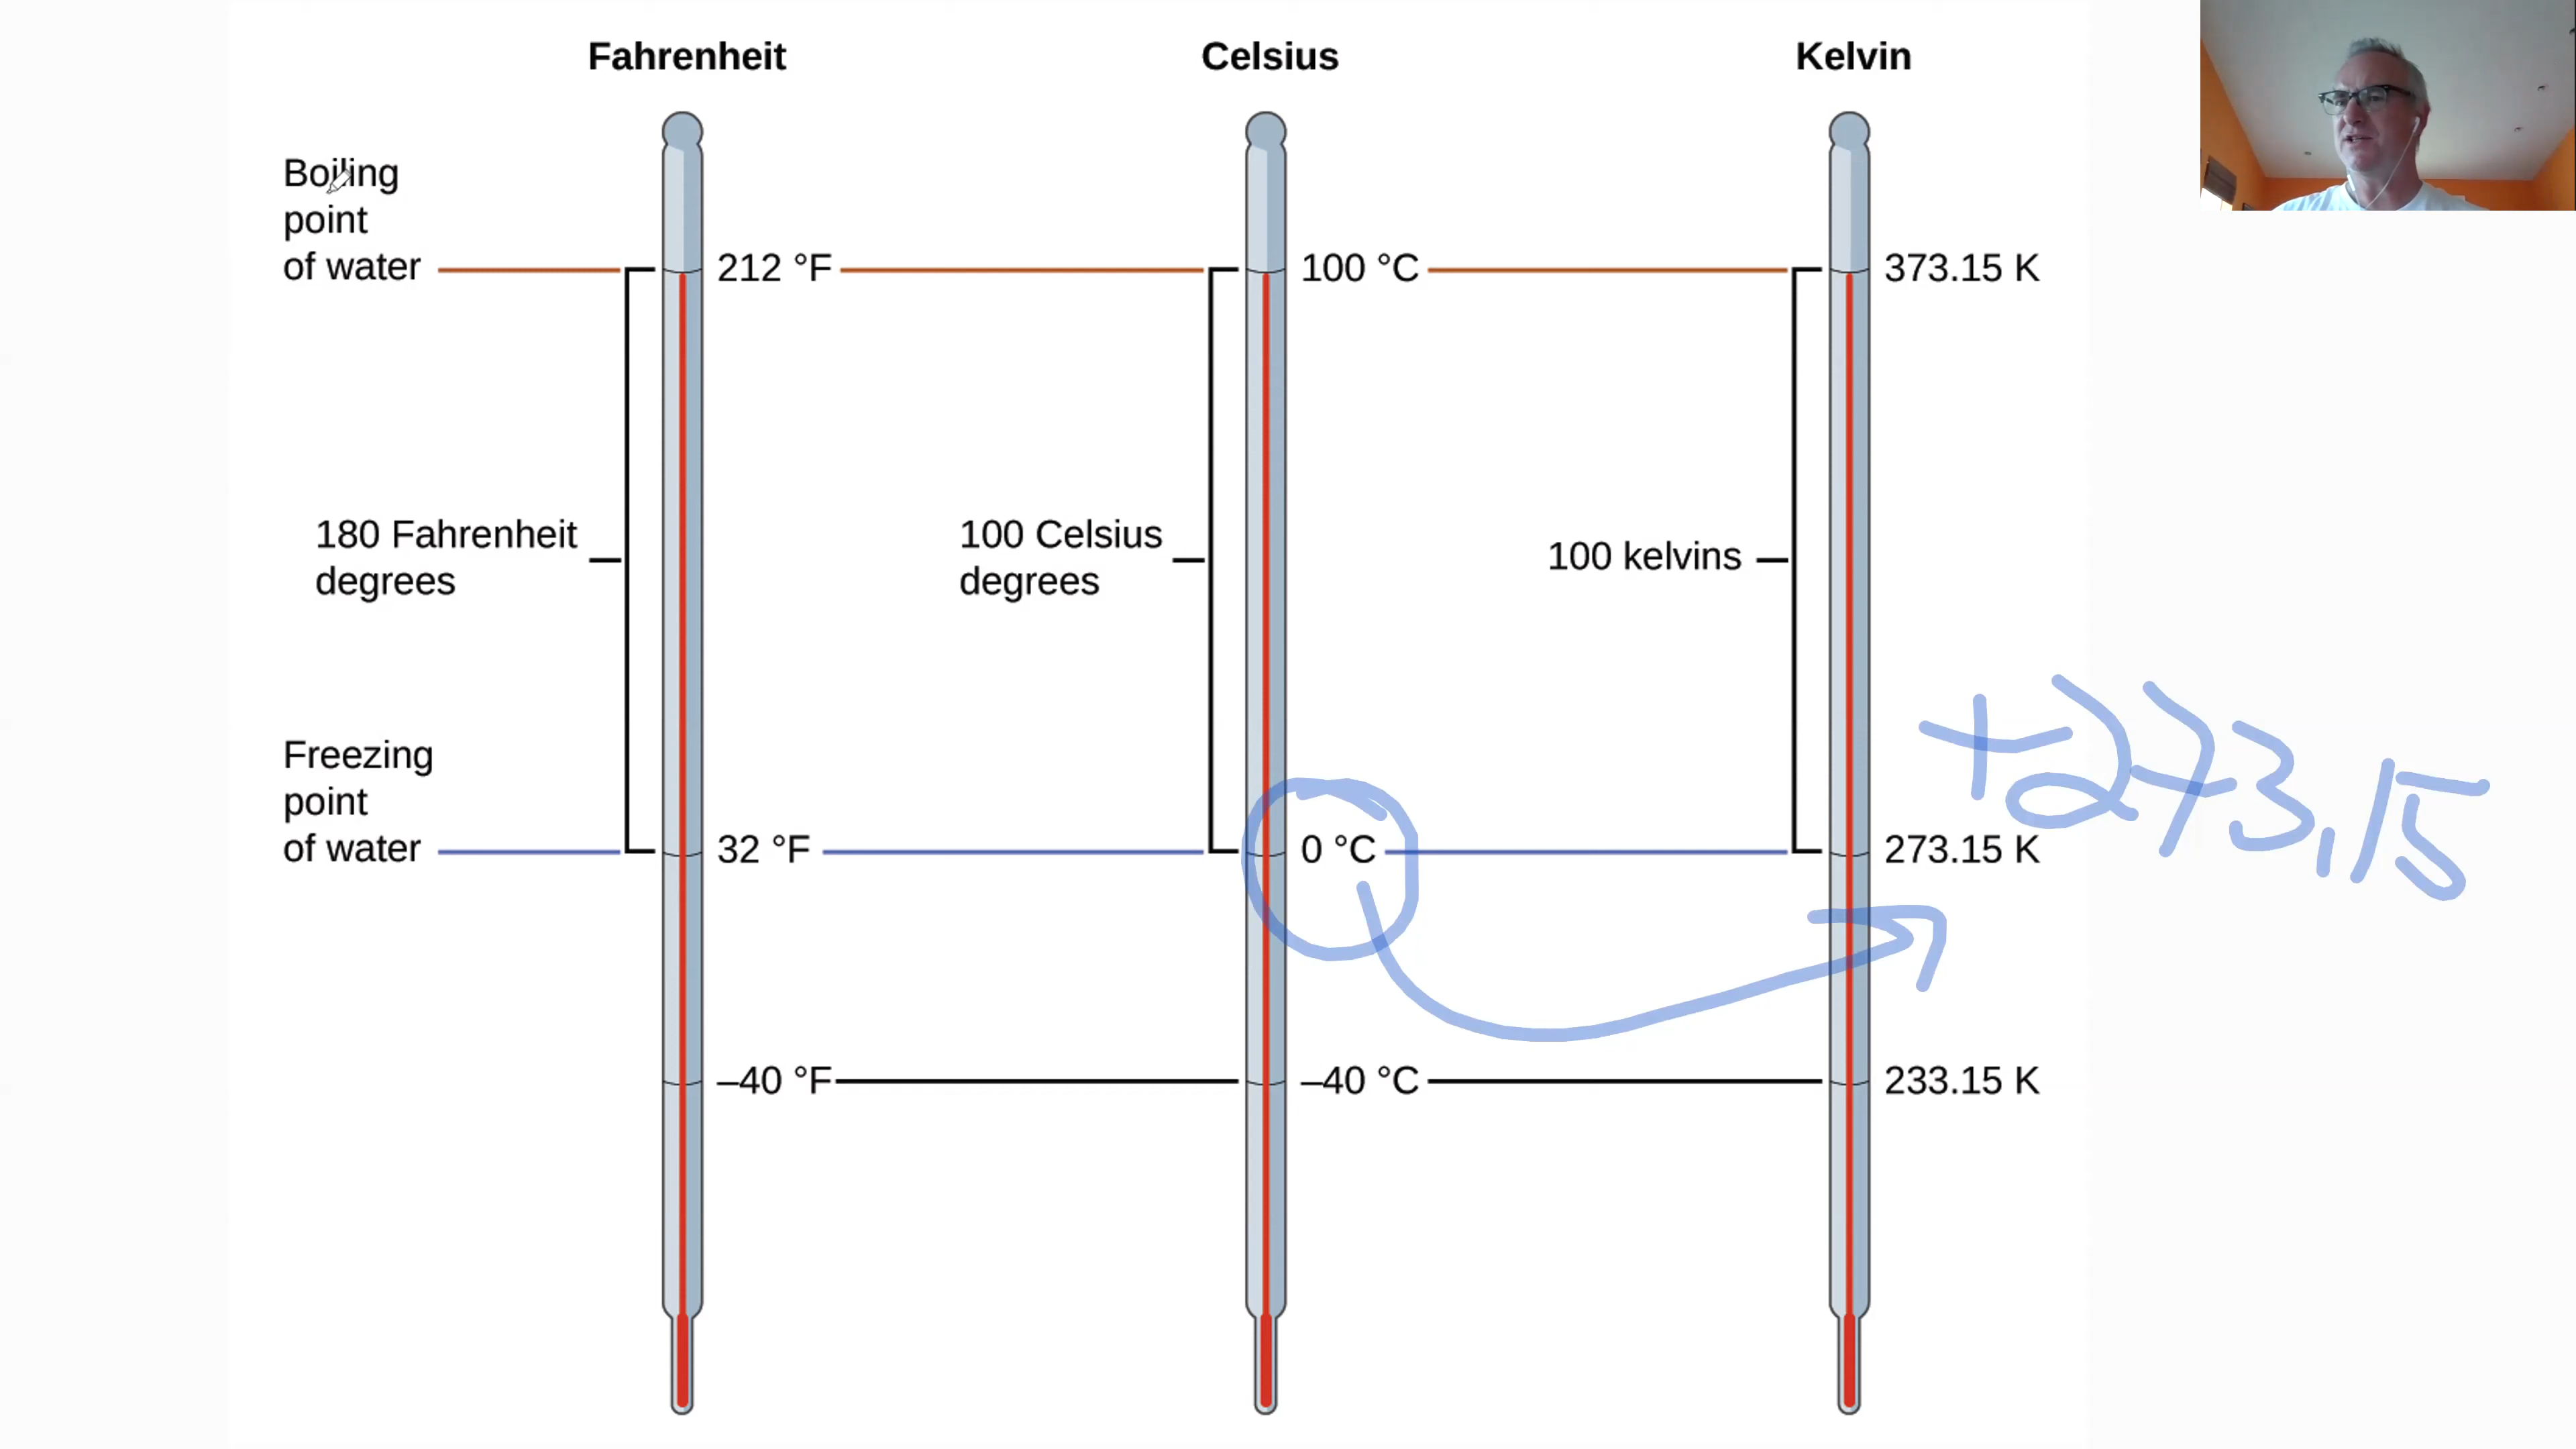 Fahrenheit
Celsius
Kelvin
Boiling
point
of water
212 °F
100 °C
373.15 K
180 Fahrenheit
degrees
100 Celsius
degrees
100 kelvins
+273,15
Freezing
point
of water
32 °F
0 °C
273.15 K
–40 °F
–40 °C
233.15 K